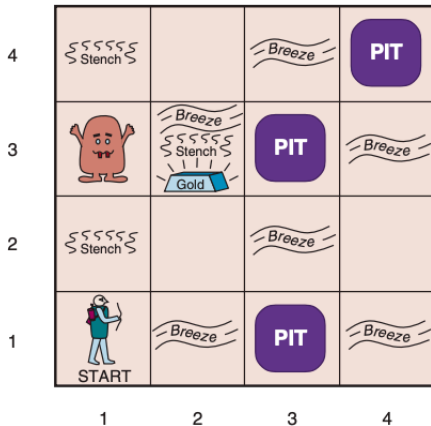 4
Stench
Breeze
PIT
3
Breeze
Stench
Gold
PIT
Breeze
2
Stench
Breeze
1
START
Breeze
PIT
Breeze
1 2 3 4